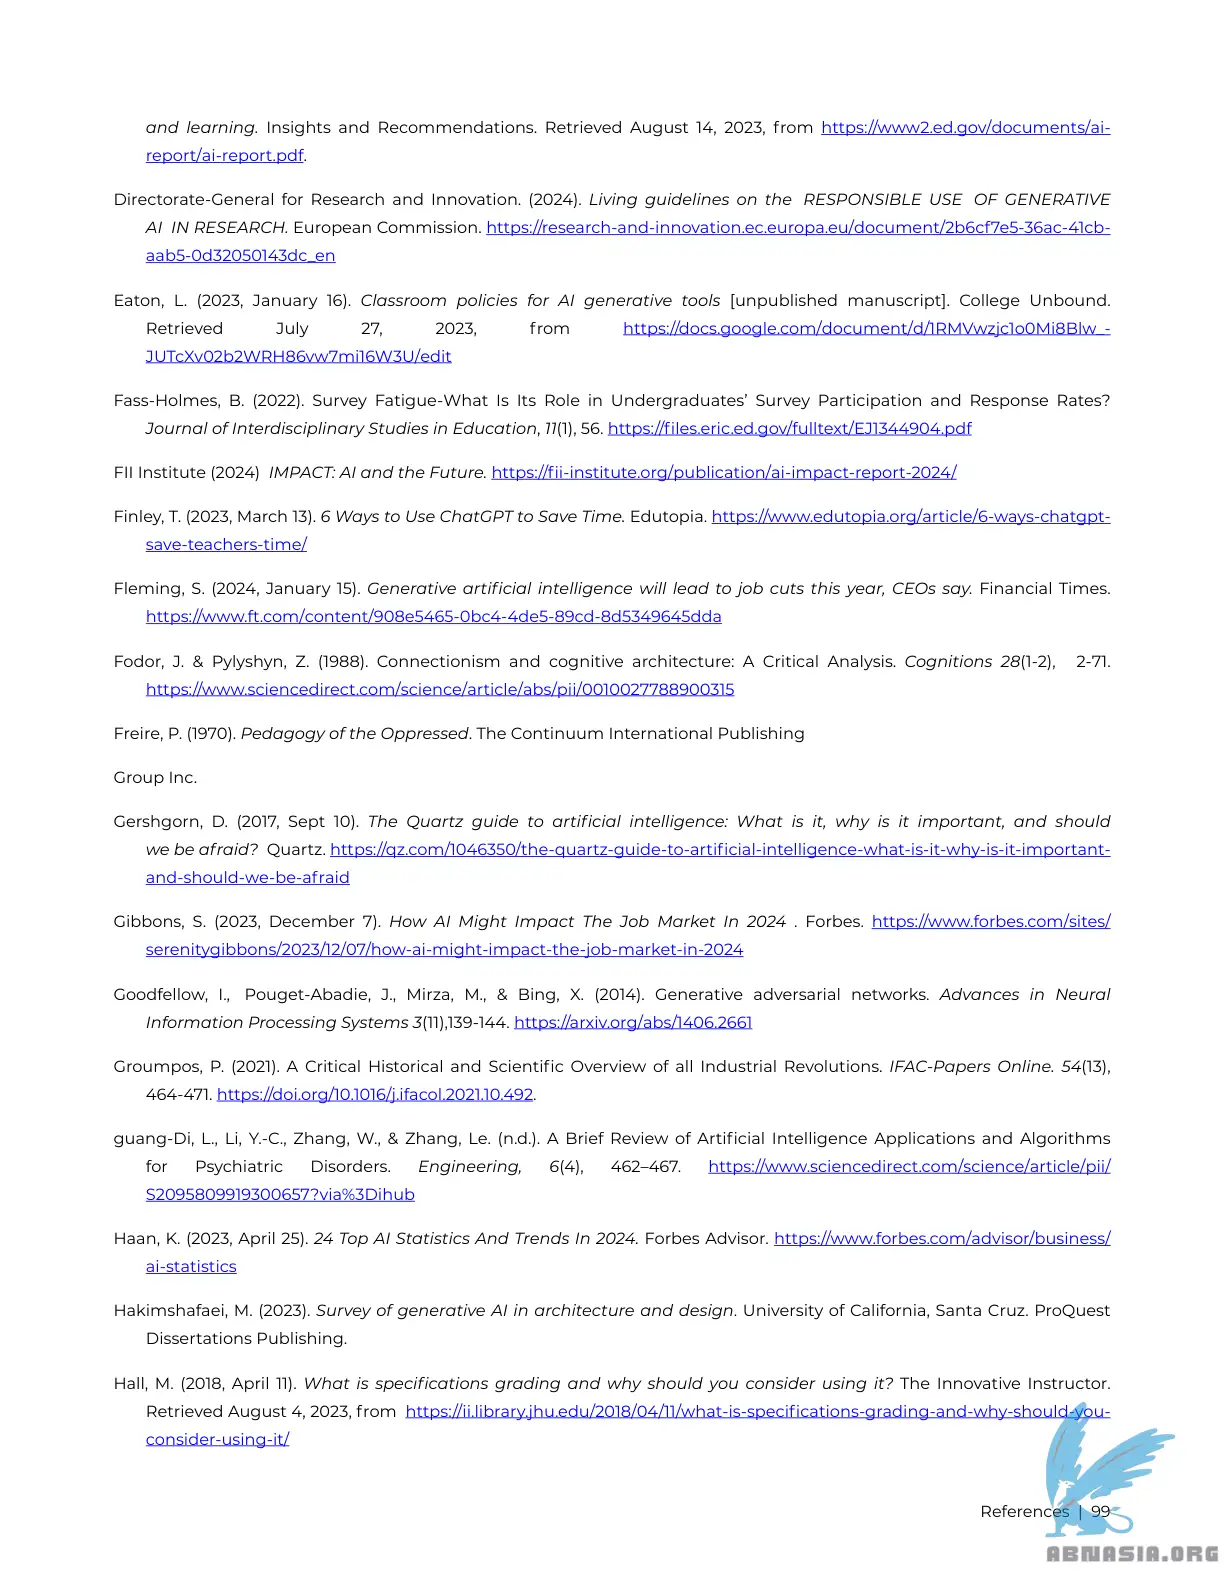 and learning. Insights and Recommendations. Retrieved August 14, 2023, from https://www2.ed.gov/documents/ai-
report/ai-report.pdf.
Directorate-General for Research and Innovation. (2024). Living guidelines on the RESPONSIBLE USE OF GENERATIVE
AI IN RESEARCH. European Commission. https://research-and-innovation.ec.europa.eu/document/2b6cf7e5-36ac-41cb-
aab5-0d32050143dc_en
Eaton, L. (2023, January 16). Classroom policies for AI generative tools [unpublished manuscript]. College Unbound.
Retrieved July 27, 2023, from https://docs.google.com/document/d/1RMVwzjc1o0Mi8Blw_-
JUTcXv02b2WRH86vw7mi16W3U/edit
Fass-Holmes, B. (2022). Survey Fatigue-What Is Its Role in Undergraduates’ Survey Participation and Response Rates?
Journal of Interdisciplinary Studies in Education, 11(1), 56. https://files.eric.ed.gov/fulltext/EJ1344904.pdf
FII Institute (2024) IMPACT: AI and the Future. https://fii-institute.org/publication/ai-impact-report-2024/
Finley, T. (2023, March 13). 6 Ways to Use ChatGPT to Save Time. Edutopia. https://www.edutopia.org/article/6-ways-chatgpt-
save-teachers-time/
Fleming, S. (2024, January 15). Generative artificial intelligence will lead to job cuts this year, CEOs say. Financial Times.
https://www.ft.com/content/908e5465-0bc4-4de5-89cd-8d5349645dda
Fodor, J. & Pylyshyn, Z. (1988). Connectionism and cognitive architecture: A Critical Analysis. Cognitions 28(1-2), 2-71.
https://www.sciencedirect.com/science/article/abs/pii/0010027788900315
Freire, P. (1970). Pedagogy of the Oppressed. The Continuum International Publishing
Group Inc.
Gershgorn, D. (2017, Sept 10). The Quartz guide to artificial intelligence: What is it, why is it important, and should
we be afraid? Quartz. https://qz.com/1046350/the-quartz-guide-to-artificial-intelligence-what-is-it-why-is-it-important-
and-should-we-be-afraid
Gibbons, S. (2023, December 7). How AI Might Impact The Job Market In 2024 . Forbes. https://www.forbes.com/sites/
serenitygibbons/2023/12/07/how-ai-might-impact-the-job-market-in-2024
Goodfellow, I., Pouget-Abadie, J., Mirza, M., & Bing, X. (2014). Generative adversarial networks. Advances in Neural
Information Processing Systems 3(11),139-144. https://arxiv.org/abs/1406.2661
Groumpos, P. (2021). A Critical Historical and Scientific Overview of all Industrial Revolutions. IFAC-Papers Online. 54(13),
464-471. https://doi.org/10.1016/j.ifacol.2021.10.492.
guang-Di, L., Li, Y.-C., Zhang, W., & Zhang, Le. (n.d.). A Brief Review of Artificial Intelligence Applications and Algorithms
for Psychiatric Disorders. Engineering, 6(4), 462–467. https://www.sciencedirect.com/science/article/pii/
S2095809919300657?via%3Dihub
Haan, K. (2023, April 25). 24 Top AI Statistics And Trends In 2024. Forbes Advisor. https://www.forbes.com/advisor/business/
ai-statistics
Hakimshafaei, M. (2023). Survey of generative AI in architecture and design. University of California, Santa Cruz. ProQuest
Dissertations Publishing.
Hall, M. (2018, April 11). What is specifications grading and why should you consider using it? The Innovative Instructor.
Retrieved August 4, 2023, from https://ii.library.jhu.edu/2018/04/11/what-is-specifications-grading-and-why-should-you-
consider-using-it/
References | 99
ABNASIA.ORG